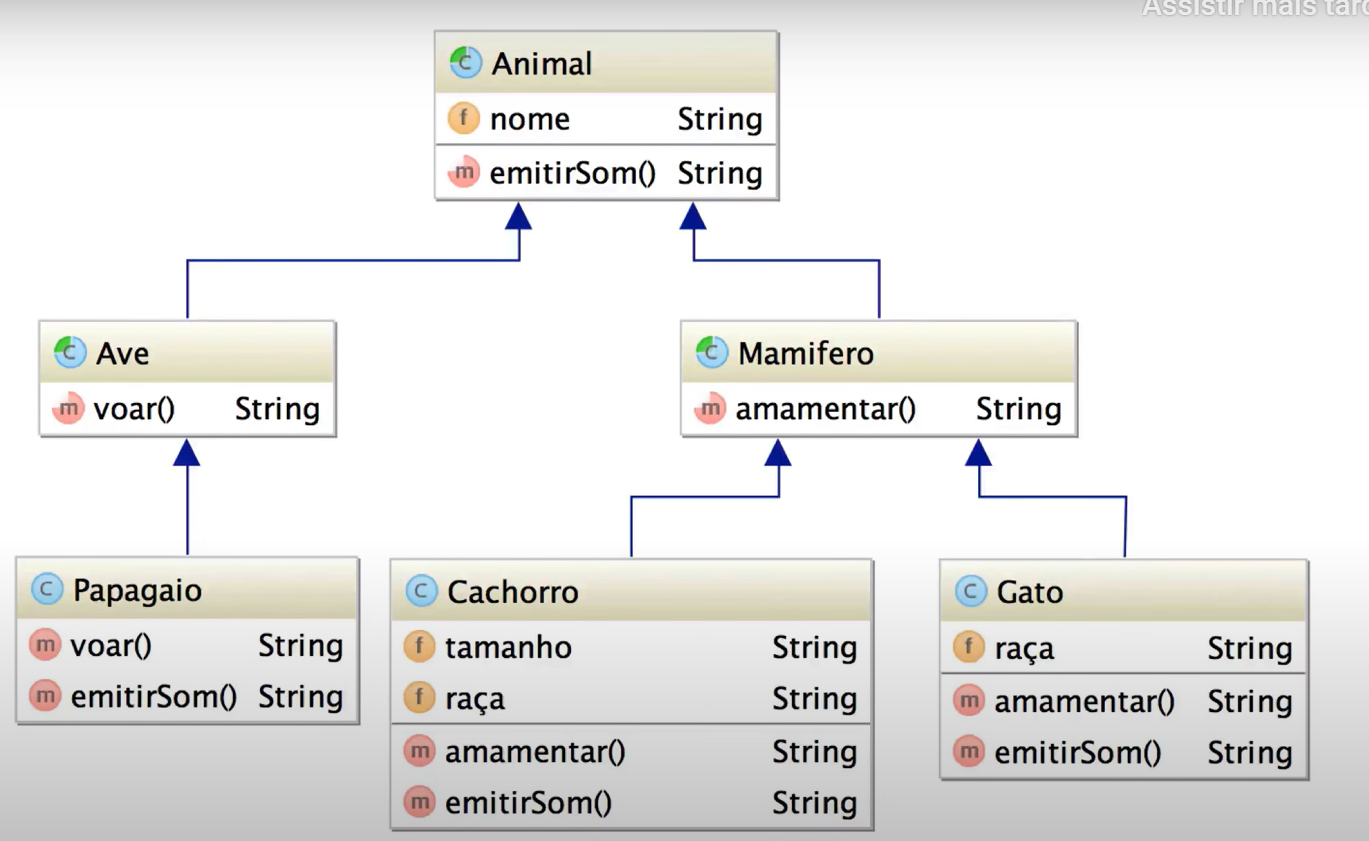 Assistir mais tard
C Animal
f nome String
m emitirSom() String
C Ave
m voar() String
C Mamifero
m amamentar() String
C Papagaio
m voar() String
m emitirSom() String
C Cachorro
f tamanho String
f raça String
m amamentar() String
m emitirSom() String
C Gato
f raça String
m amamentar() String
m emitirSom() String